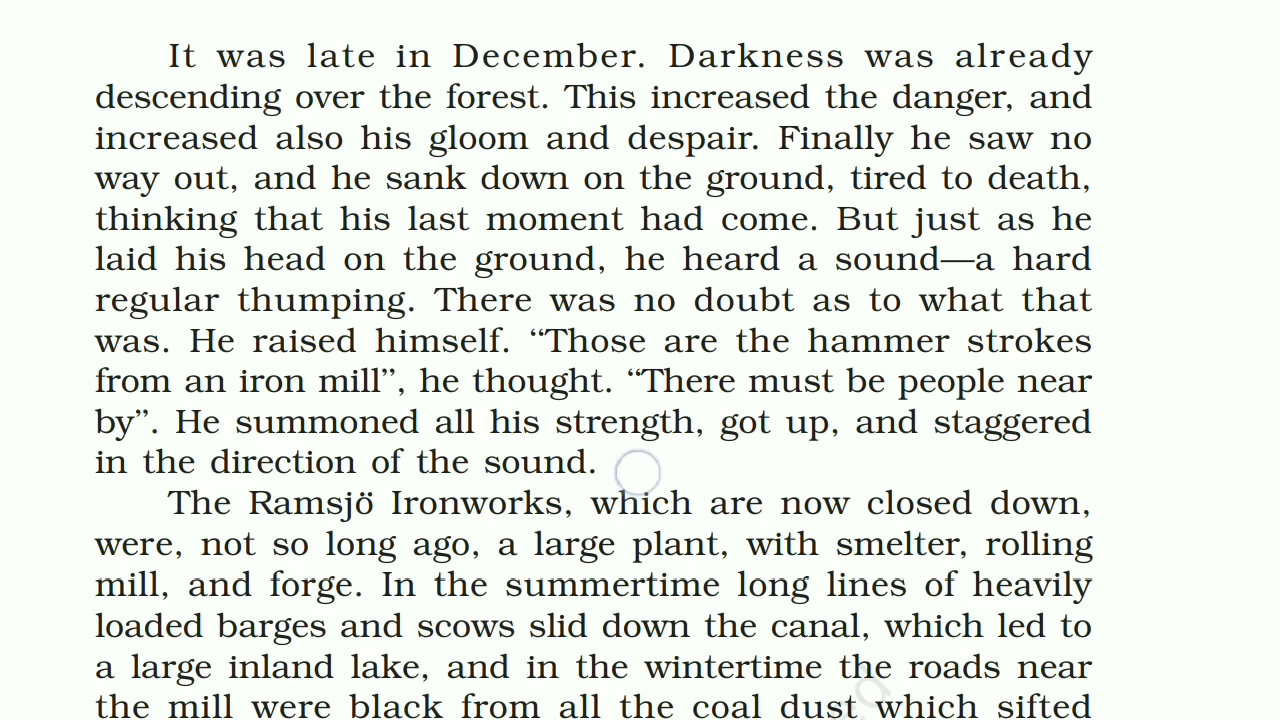 It was late in December. Darkness was already
descending over the forest. This increased the danger, and
increased also his gloom and despair. Finally he saw no
way out, and he sank down on the ground, tired to death,
thinking that his last moment had come. But just as he
laid his head on the ground, he heard a sound—a hard
regular thumping. There was no doubt as to what that
was. He raised himself. “Those are the hammer strokes
from an iron mill”, he thought. “There must be people near
by”. He summoned all his strength, got up, and staggered
in the direction of the sound.
The Ramsjö Ironworks, which are now closed down,
were, not so long ago, a large plant, with smelter, rolling
mill, and forge. In the summertime long lines of heavily
loaded barges and scows slid down the canal, which led to
a large inland lake, and in the wintertime the roads near
the mill were black from all the coal dust which sifted